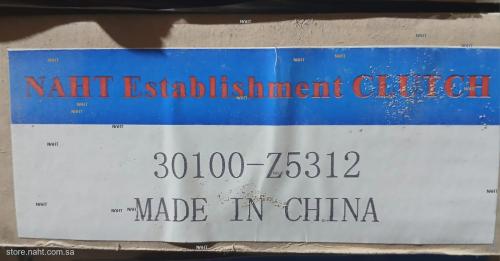 NAHT Establishment CLUTCH
30100-Z5312
MADE IN CHINA
store.naht.com.sa